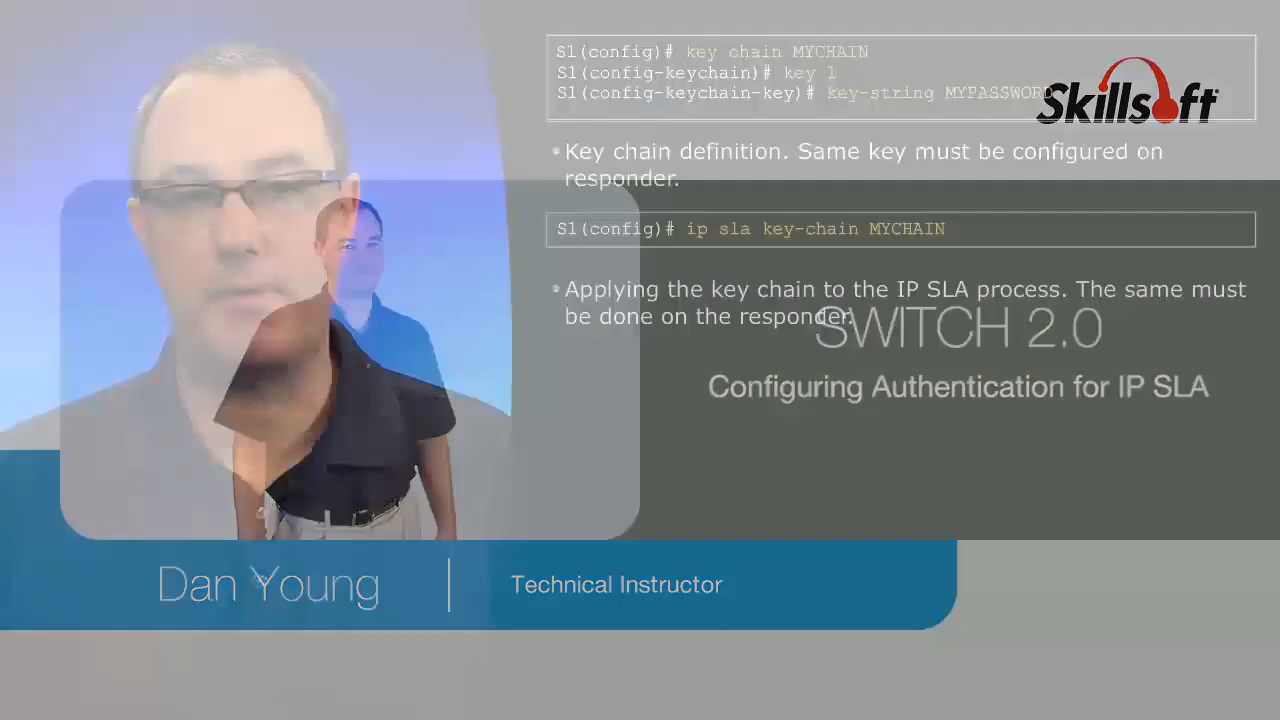 S1(config)# key chain MYCHAIN
S1(config-keychain)# key 1
S1(config-keychain-key)# key-string MYPASSWORD
Skillsoft
•Key chain definition. Same key must be configured on
responder.
S1(config)# ip sla key-chain MYCHAIN
•Applying the key chain to the IP SLA process. The same must
be done on the responder.
SWITCH 2.0
Configuring Authentication for IP SLA
Dan Young
Technical Instructor